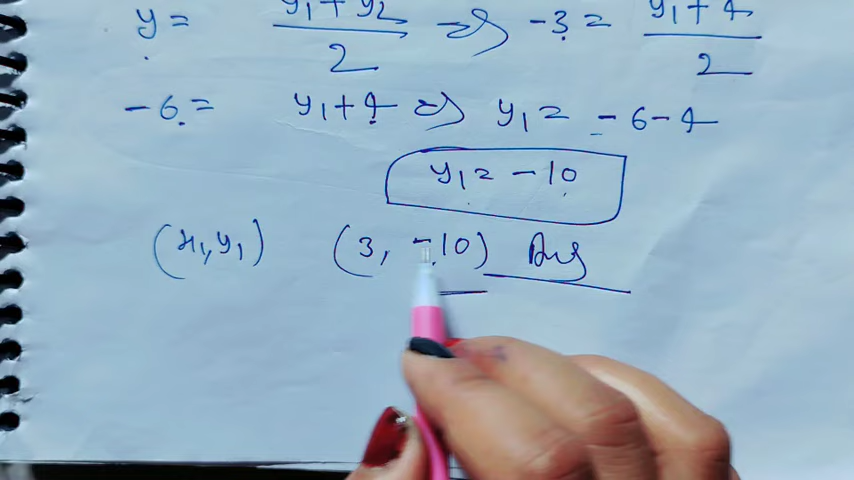 y = y₁ + y₂ / 2 ⇒ -3 = y₁ + 4 / 2
-6 = y₁ + 4 ⇒ y₁ = -6 - 4
y₁ = -10
(x₁, y₁) (3, -10) Ans